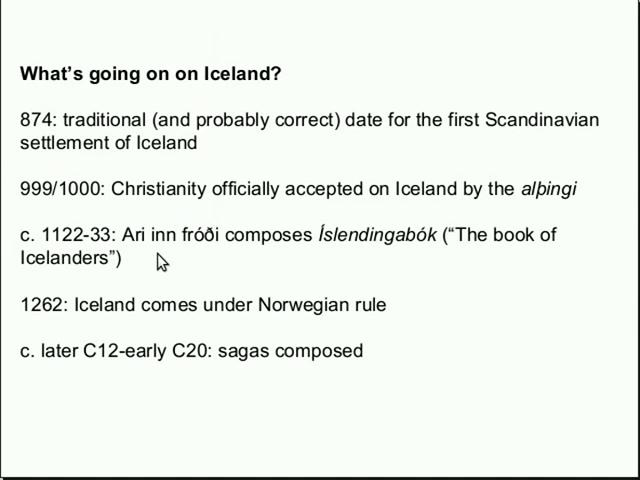 What's going on on Iceland?
874: traditional (and probably correct) date for the first Scandinavian
settlement of Iceland
999/1000: Christianity officially accepted on Iceland by the alþingi
c. 1122-33: Ari inn fróði composes Íslendingabók (“The book of
Icelanders”)
1262: Iceland comes under Norwegian rule
c. later C12-early C20: sagas composed